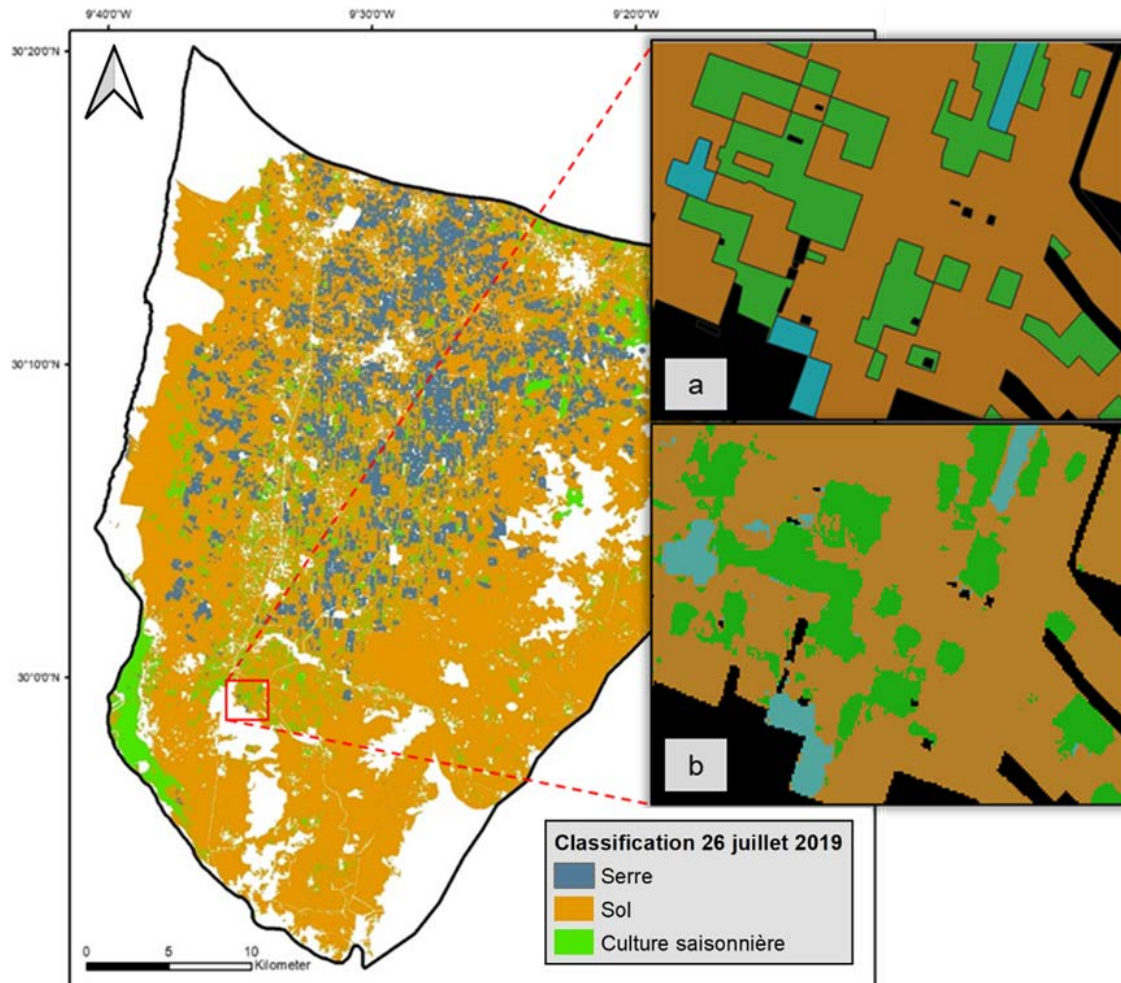 9°40'0"W 9°30'0"W 9°20'0"W
30°20'0"N
30°10'0"N
30°0'0"N
a
b
Classification 26 juillet 2019
Serre
Sol
Culture saisonnière
0 5 10
Kilometer